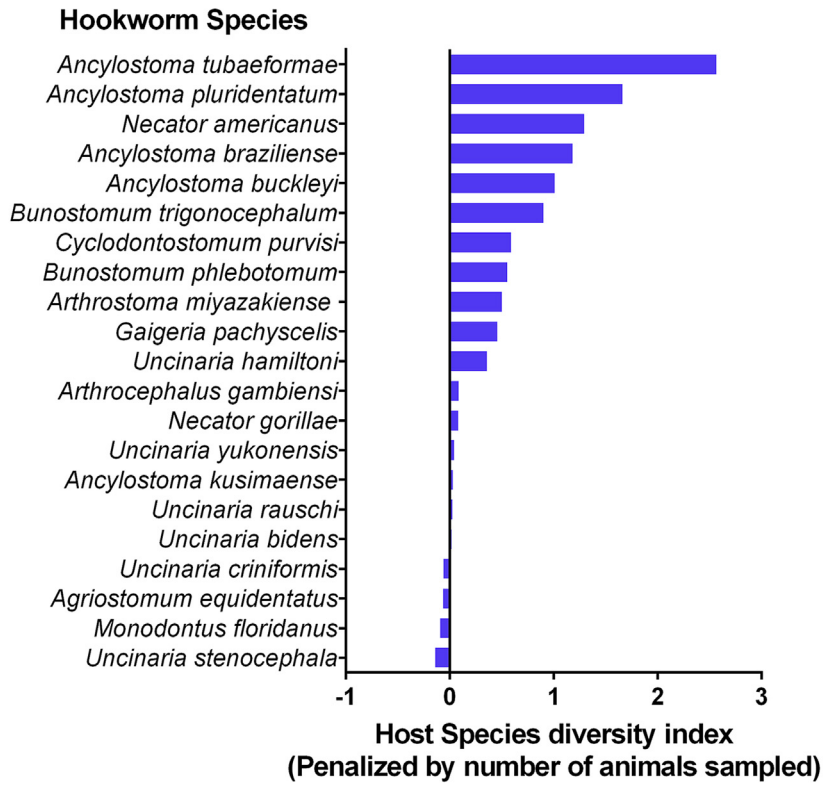 Hookworm Species
Ancylostoma tubaeformae
Ancylostoma pluridentatum
Necator americanus
Ancylostoma braziliense
Ancylostoma buckleyi
Bunostomum trigonocephalum
Cyclodontostomum purvisi
Bunostomum phlebotomum
Arthrostoma miyazakiense
Gaigeria pachyscelis
Uncinaria hamiltoni
Arthrocephalus gambiensi
Necator gorillae
Uncinaria yukonensis
Ancylostoma kusimaense
Uncinaria rauschi
Uncinaria bidens
Uncinaria criniformis
Agriostomum equidentatus
Monodontus floridanus
Uncinaria stenocephala
-1 0 1 2 3
Host Species diversity index
(Penalized by number of animals sampled)